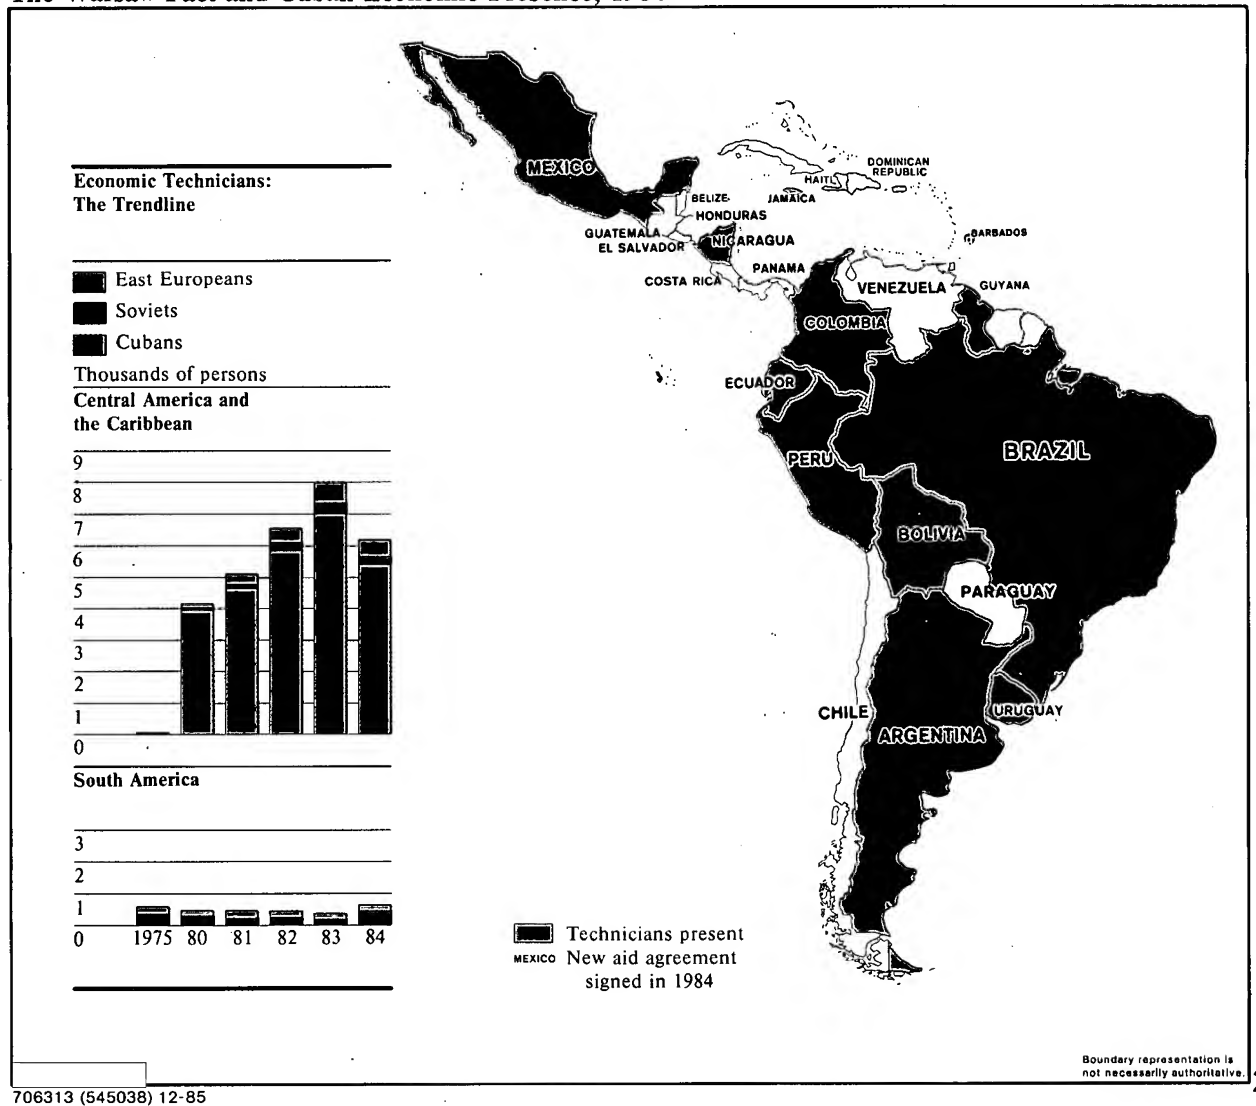 Economic Technicians:
The Trendline
East Europeans
Soviets
Cubans
Thousands of persons
Central America and
the Caribbean
9
8
7
6
5
4
3
2
1
0
South America
3
2
1
0
1975 80 81 82 83 84
MEXICO
BELIZE
HONDURAS
GUATEMALA
EL SALVADOR
NICARAGUA
COSTA RICA
PANAMA
JAMAICA
HAITI
DOMINICAN
REPUBLIC
BARBADOS
VENEZUELA
GUYANA
COLOMBIA
ECUADOR
PERU
BRAZIL
BOLIVIA
PARAGUAY
CHILE
ARGENTINA
URUGUAY
Technicians present
MEXICO New aid agreement
signed in 1984
Boundary representation is
not necessarily authoritative.
706313 (545038) 12-85